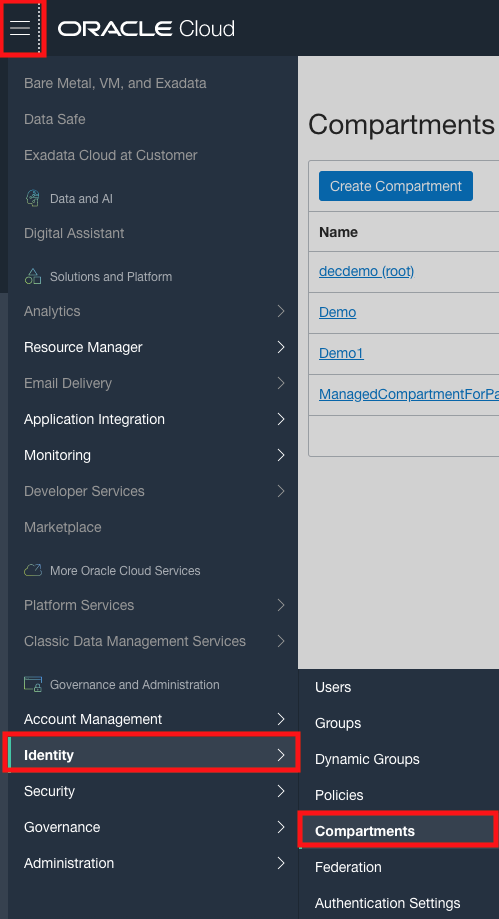 ORACLE Cloud
Bare Metal, VM, and Exadata
Data Safe
Exadata Cloud at Customer
Data and AI
Digital Assistant
Solutions and Platform
Analytics
Resource Manager
Email Delivery
Application Integration
Monitoring
Developer Services
Marketplace
More Oracle Cloud Services
Platform Services
Classic Data Management Services
Governance and Administration
Account Management
Identity
Security
Governance
Administration
Compartments
Create Compartment
Name
decdemo (root)
Demo
Demo1
ManagedCompartmentForPa
Users
Groups
Dynamic Groups
Policies
Compartments
Federation
Authentication Settings